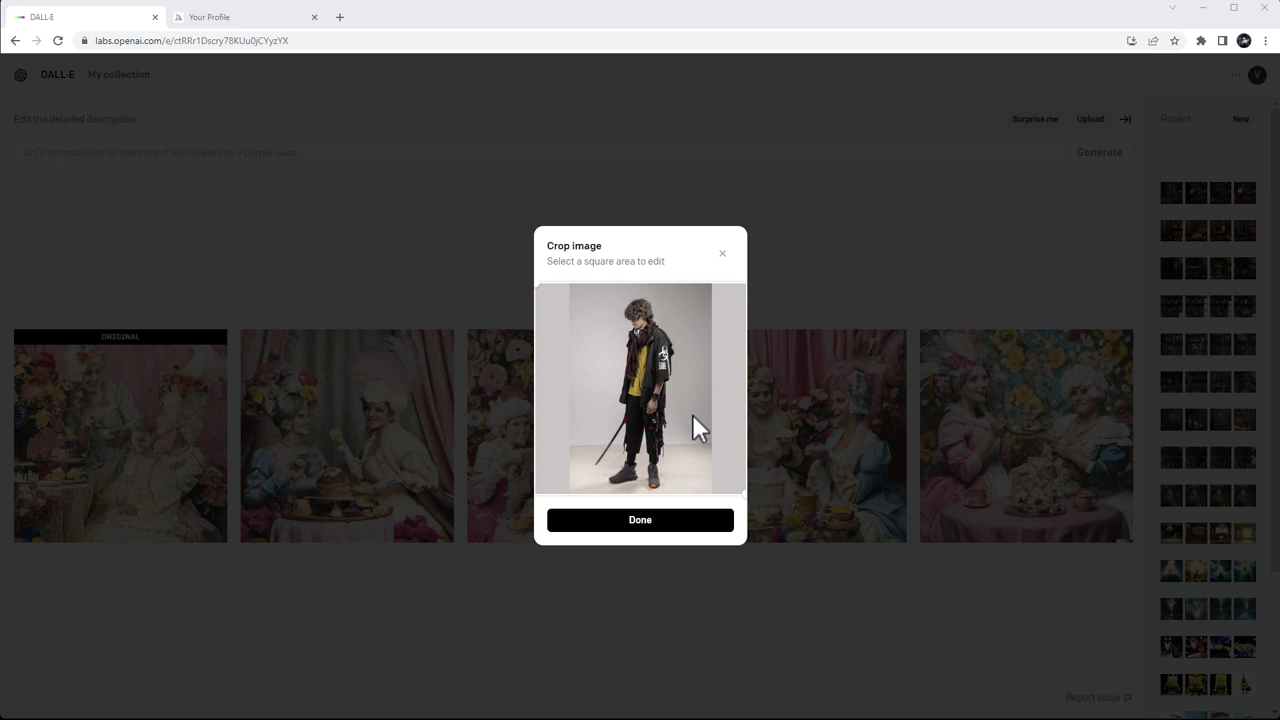 DALL·E
Your Profile
labs.openai.com/e/ctRRr1Dscry78KUu0jCYyzYX
DALL·E
My collection
V
Edit the detailed description
Surprise me
Upload
Recent
New
An Impressionist oil painting of sunflowers in a purple vase…
Generate
Crop image
Select a square area to edit
ORIGINAL
Done
Report issue